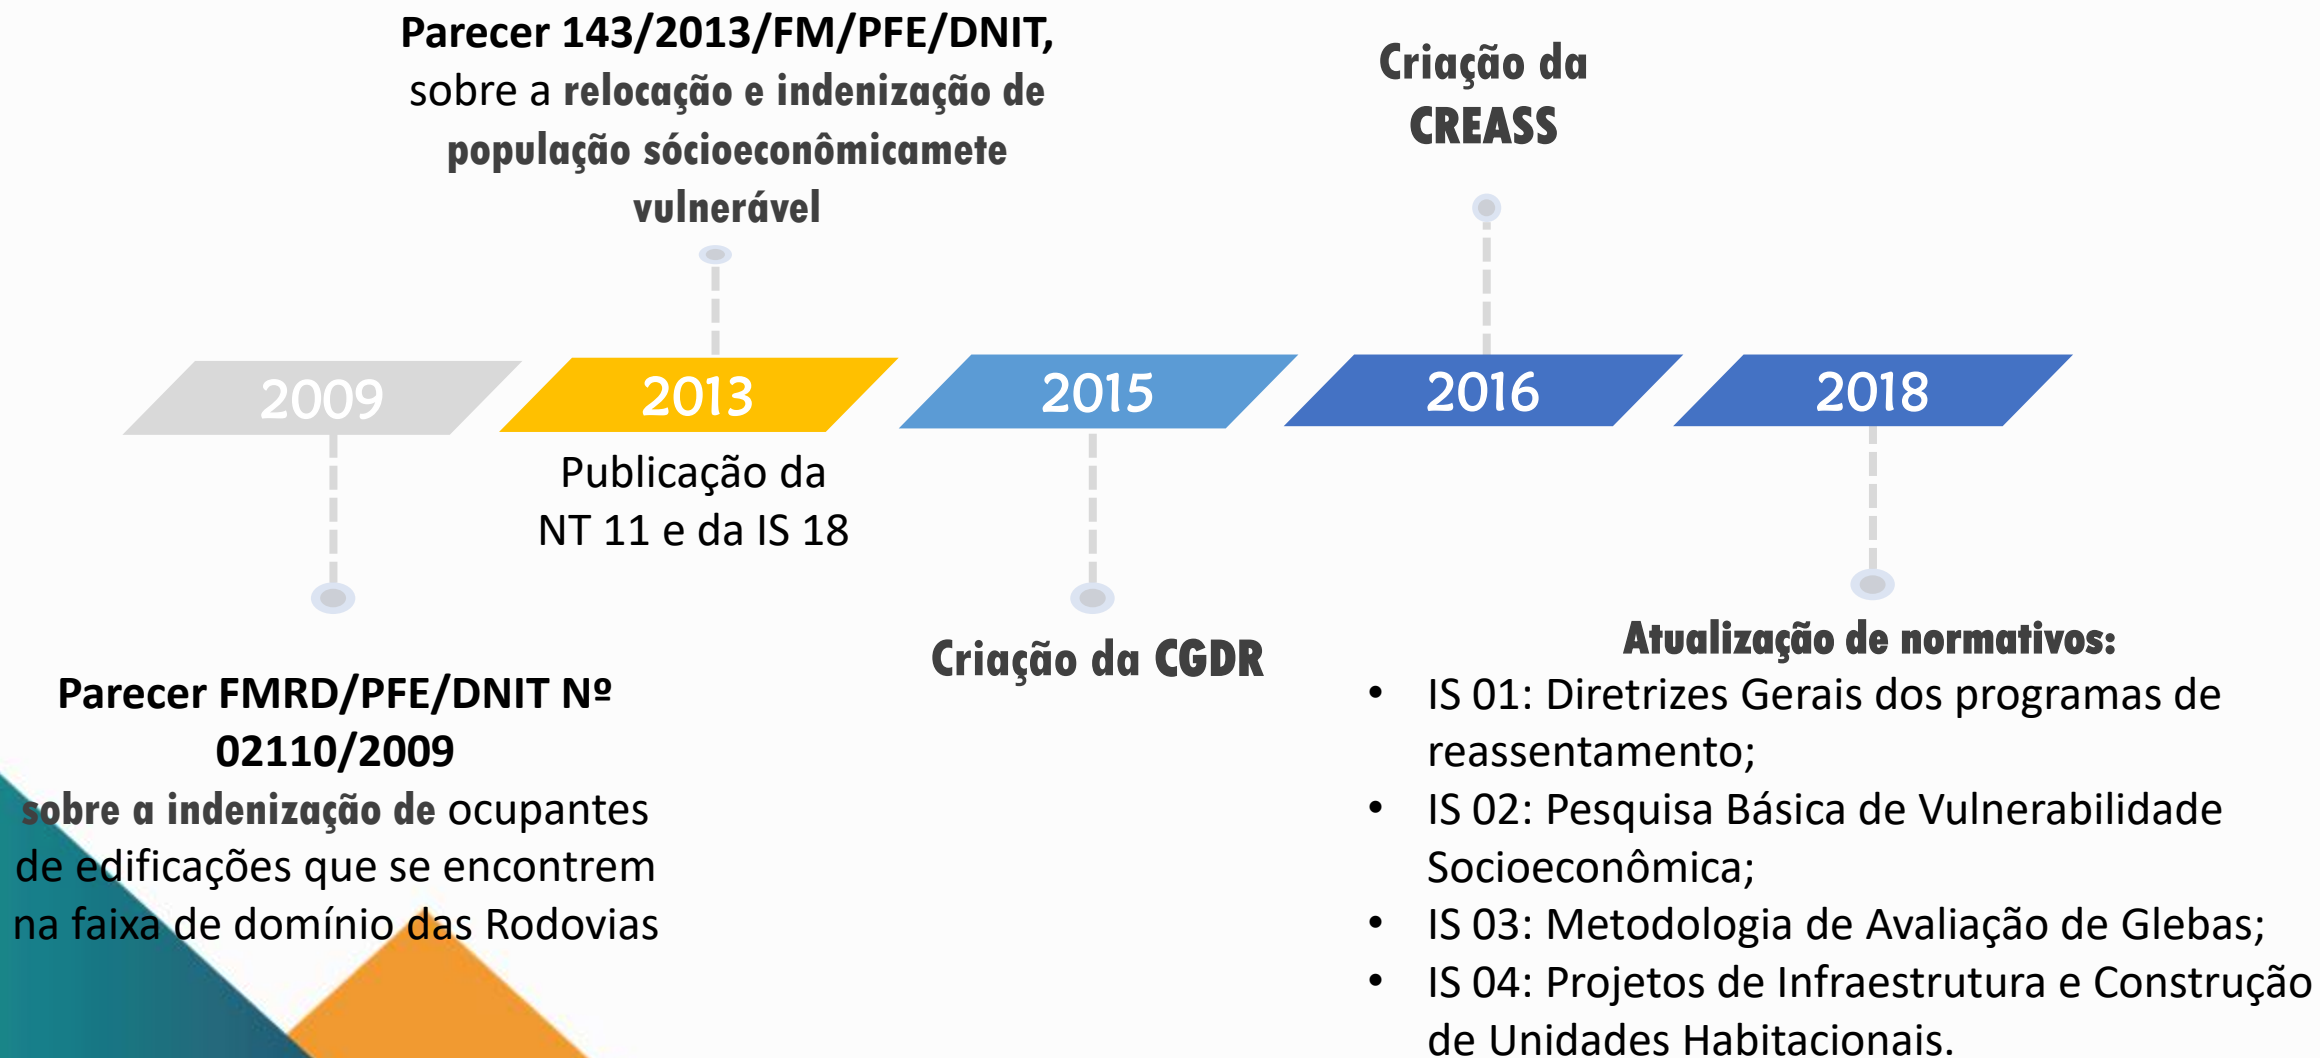 Parecer 143/2013/FM/PFE/DNIT,
sobre a relocação e indenização de
população sócioeconômicamete
vulnerável
Criação da
CREASS
2009
2013
2015
2016
2018
Publicação da
NT 11 e da IS 18
Parecer FMRD/PFE/DNIT Nº
02110/2009
sobre a indenização de ocupantes
de edificações que se encontrem
na faixa de domínio das Rodovias
Criação da CGDR
Atualização de normativos:
• IS 01: Diretrizes Gerais dos programas de
reassentamento;
• IS 02: Pesquisa Básica de Vulnerabilidade
Socioeconômica;
• IS 03: Metodologia de Avaliação de Glebas;
• IS 04: Projetos de Infraestrutura e Construção
de Unidades Habitacionais.